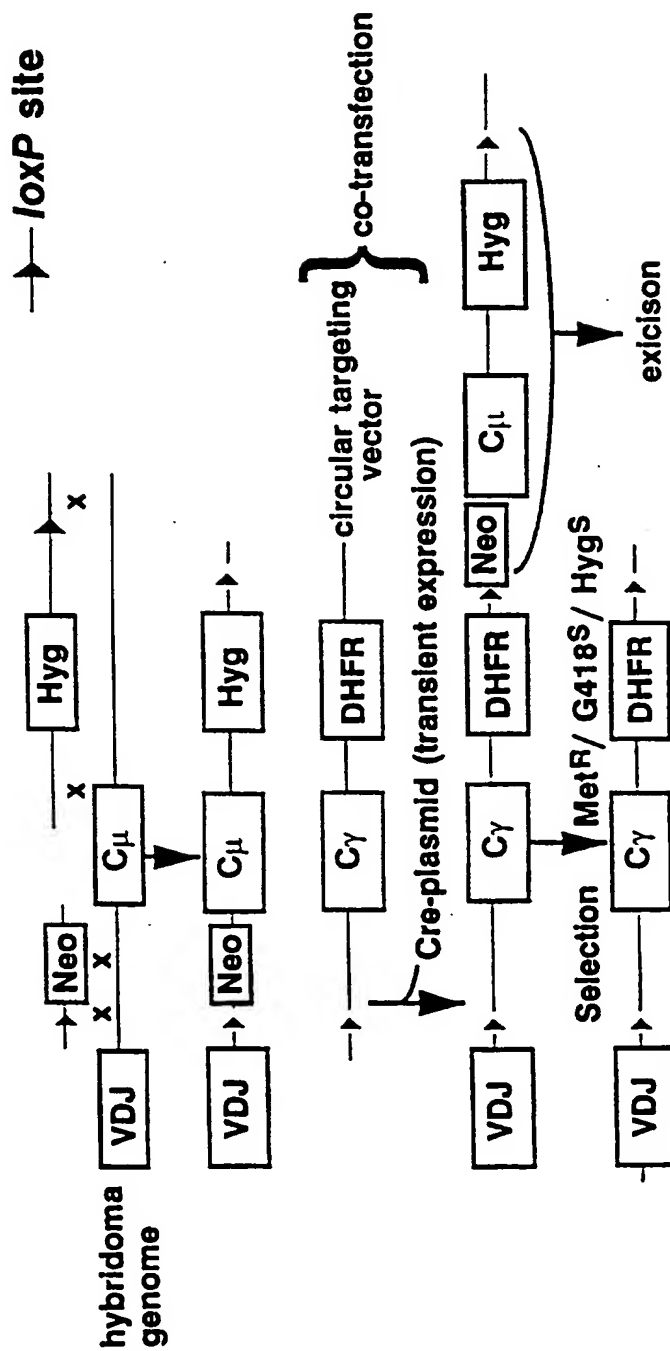 loxP site
Neo
Hyg
x x x x
hybridoma
genome
VDJ
Cμ
VDJ
Neo
Cμ
Hyg
Cγ
DHFR
circular targeting
vector
co-transfection
Cre-plasmid (transient expression)
VDJ
Cγ
DHFR
Neo
Cμ
Hyg
Selection
MetR/ G418S/ HygS
exicison
VDJ
Cγ
DHFR